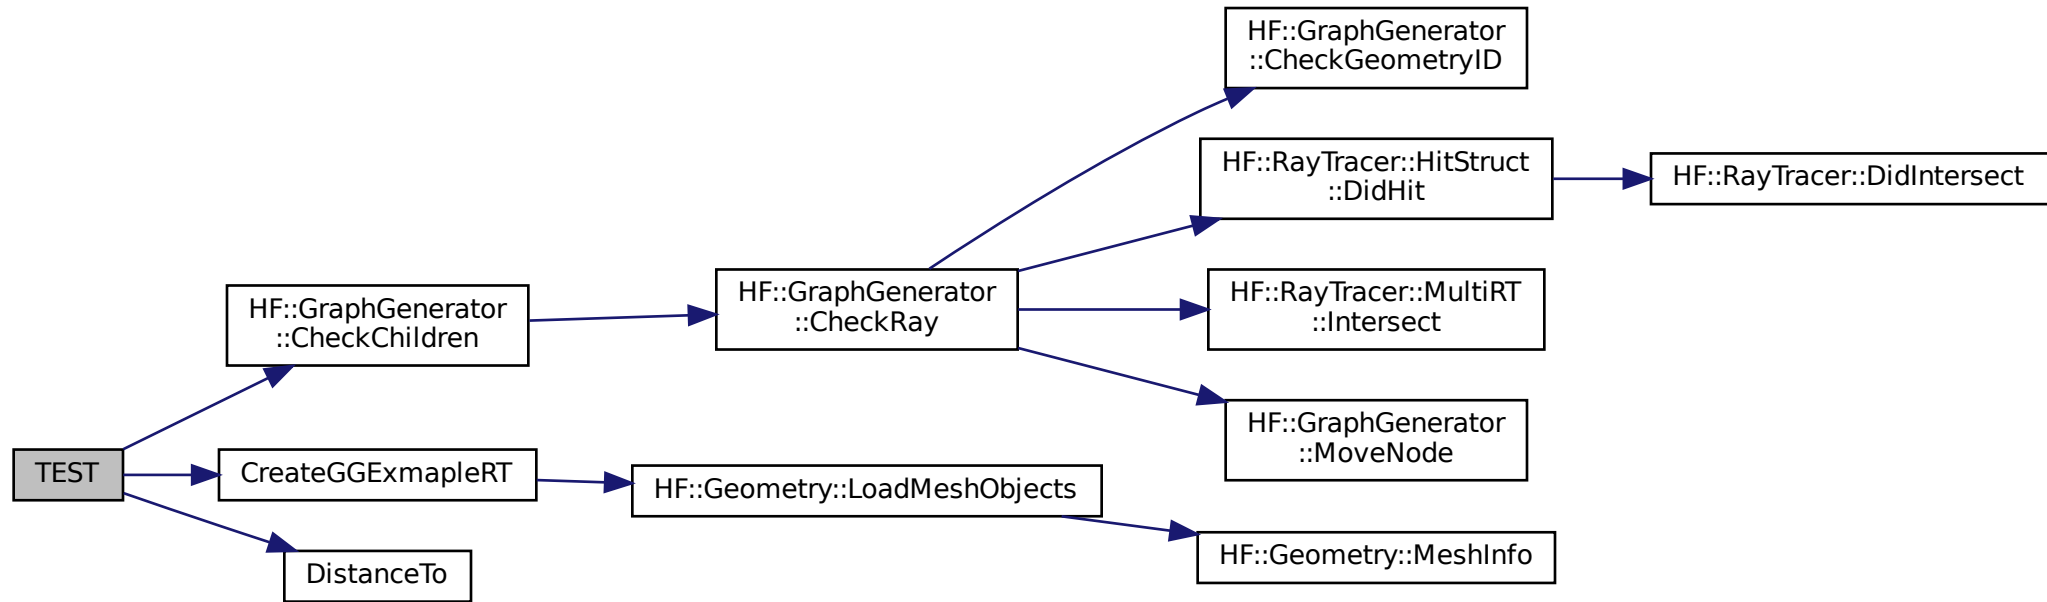 HF::GraphGenerator
::CheckGeometryID
HF::RayTracer::HitStruct
::DidHit
HF::RayTracer::DidIntersect
HF::GraphGenerator
::CheckChildren
HF::GraphGenerator
::CheckRay
HF::RayTracer::MultiRT
::Intersect
HF::GraphGenerator
::MoveNode
TEST
CreateGGExmapleRT
HF::Geometry::LoadMeshObjects
HF::Geometry::MeshInfo
DistanceTo